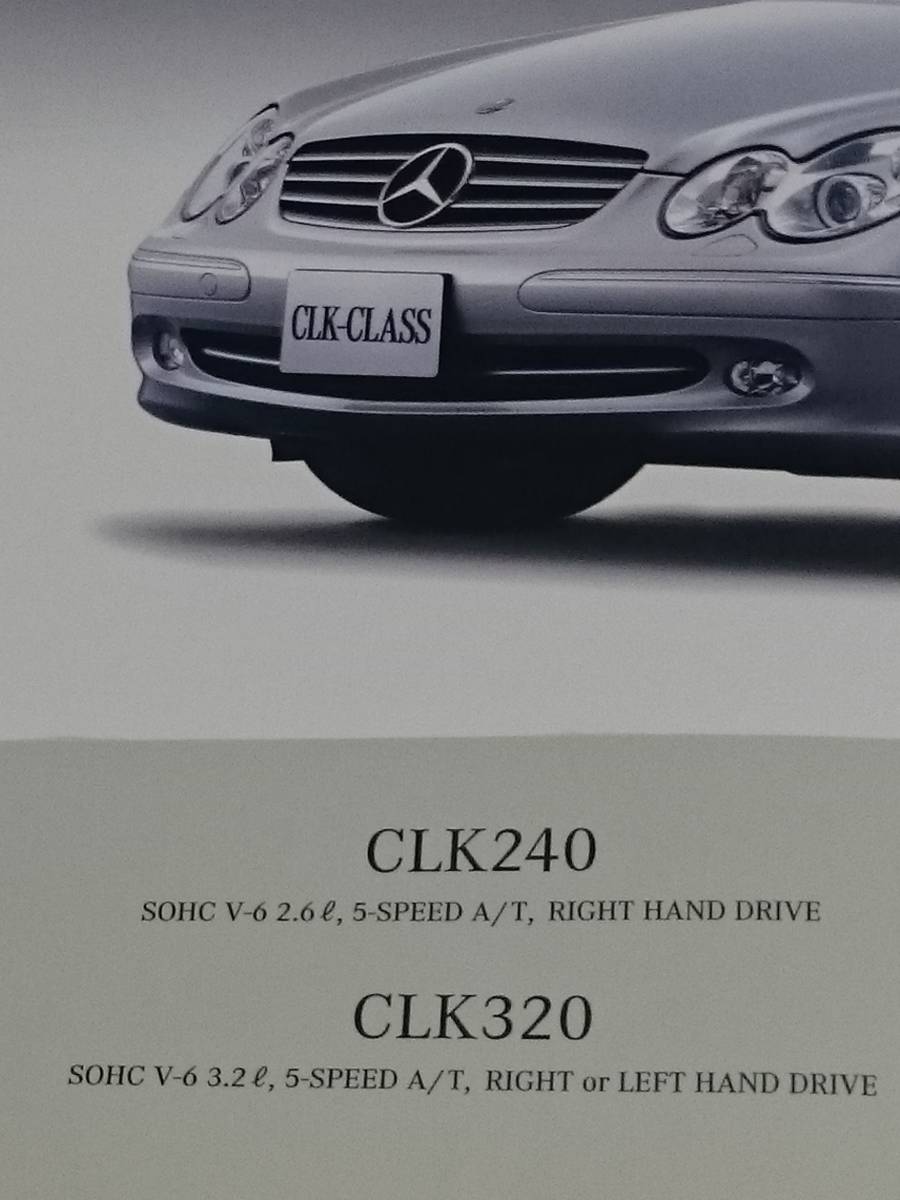 CLK-CLASS
CLK240
SOHC V-6 2.6ℓ, 5-SPEED A/T, RIGHT HAND DRIVE
CLK320
SOHC V-6 3.2ℓ, 5-SPEED A/T, RIGHT or LEFT HAND DRIVE